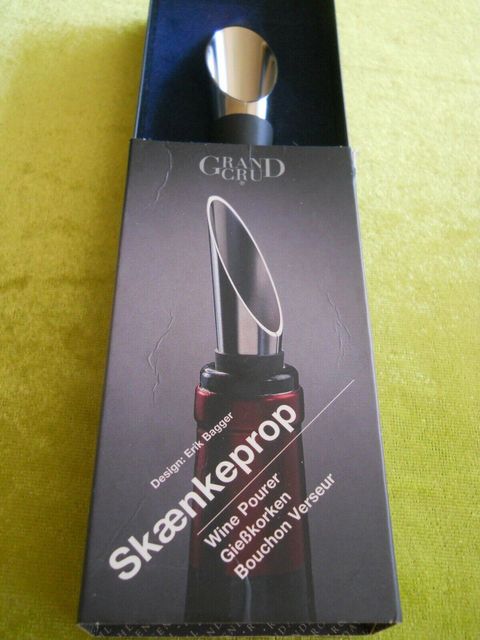 GRAND
CRU
®
Design: Erik Bagger
Skænkeprop
Wine Pourer
Gießkorken
Bouchon Verseur